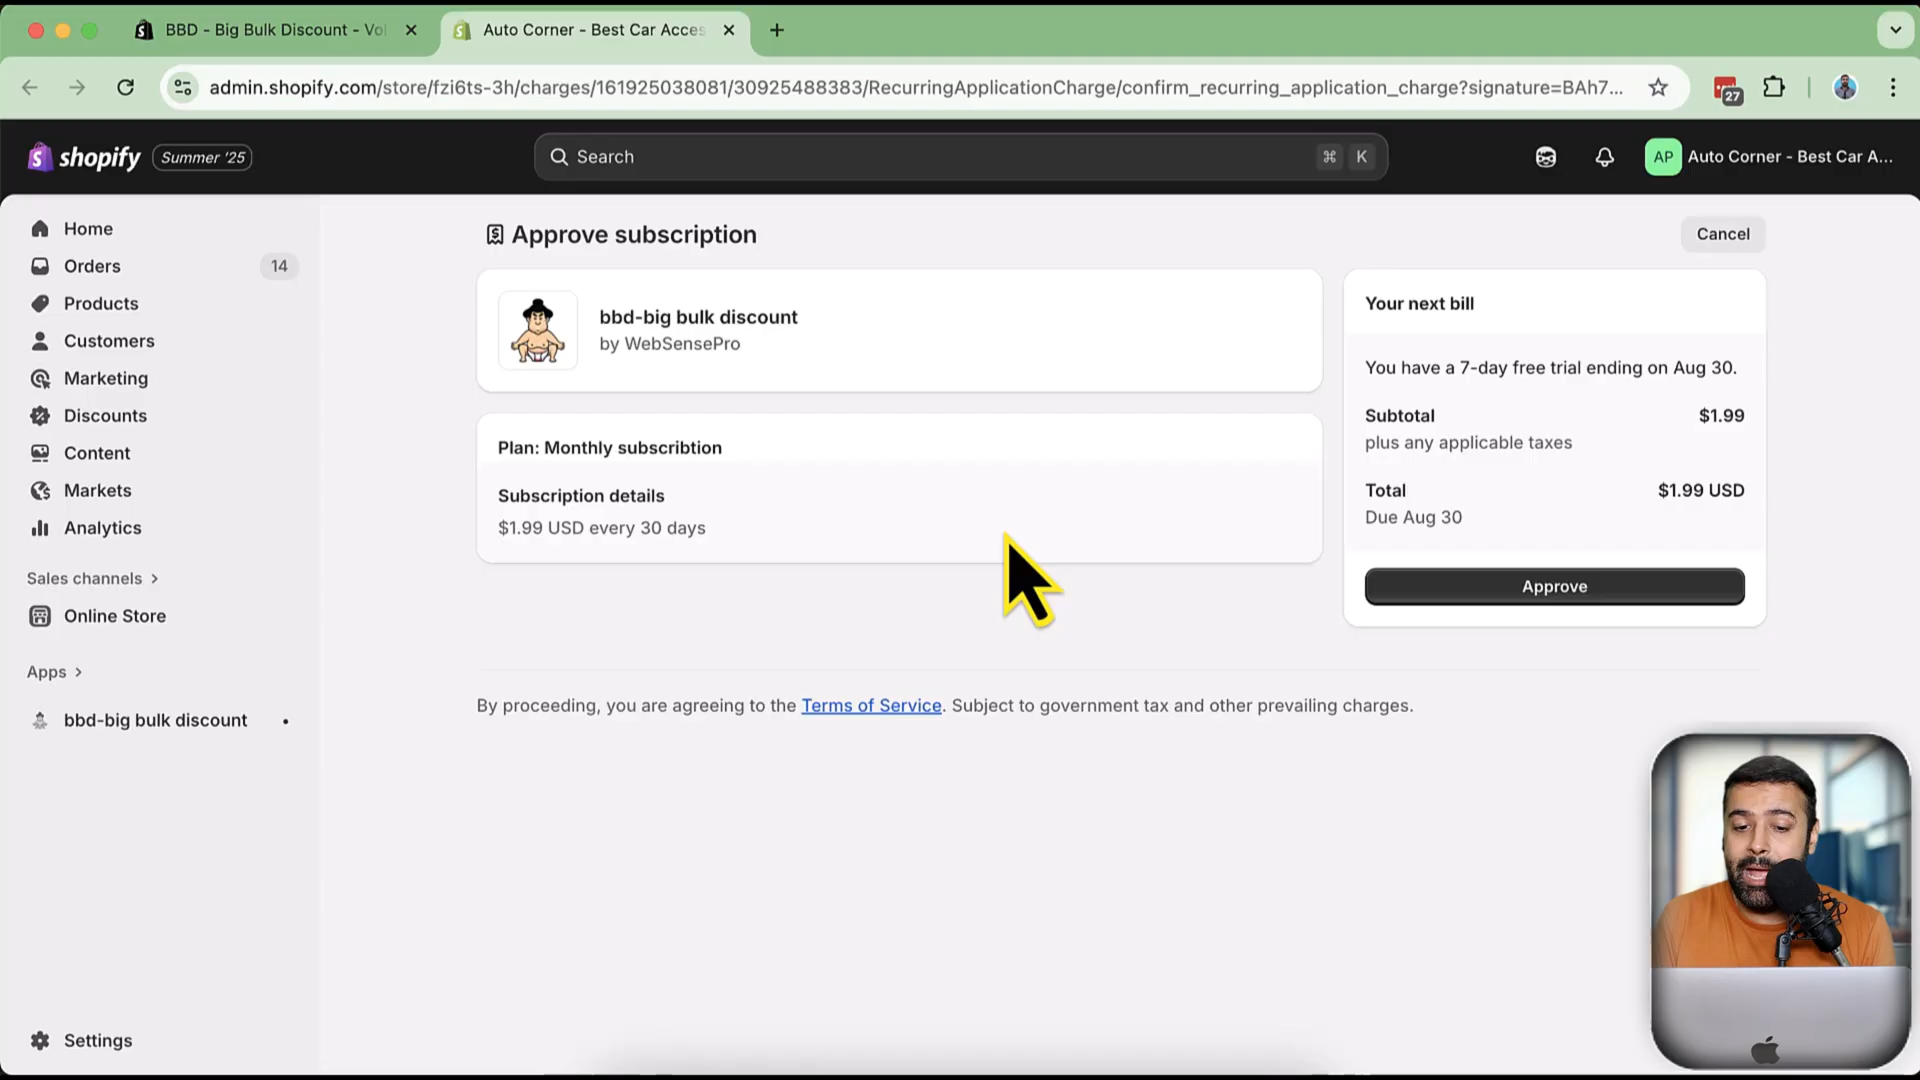 BBD - Big Bulk Discount - Vol
Auto Corner - Best Car Acces
admin.shopify.com/store/fzi6ts-3h/charges/161925038081/30925488383/RecurringApplicationCharge/confirm_recurring_application_charge?signature=BAh7...
27
shopify
Summer '25
Search
⌘ K
AP
Auto Corner - Best Car A...
Home
Orders
14
Products
Customers
Marketing
Discounts
Content
Markets
Analytics
Sales channels
Online Store
Apps
bbd-big bulk discount
Settings
Approve subscription
Cancel
bbd-big bulk discount
by WebSensePro
Plan: Monthly subscribtion
Subscription details
$1.99 USD every 30 days
Your next bill
You have a 7-day free trial ending on Aug 30.
Subtotal $1.99
plus any applicable taxes
Total $1.99 USD
Due Aug 30
Approve
By proceeding, you are agreeing to the Terms of Service. Subject to government tax and other prevailing charges.